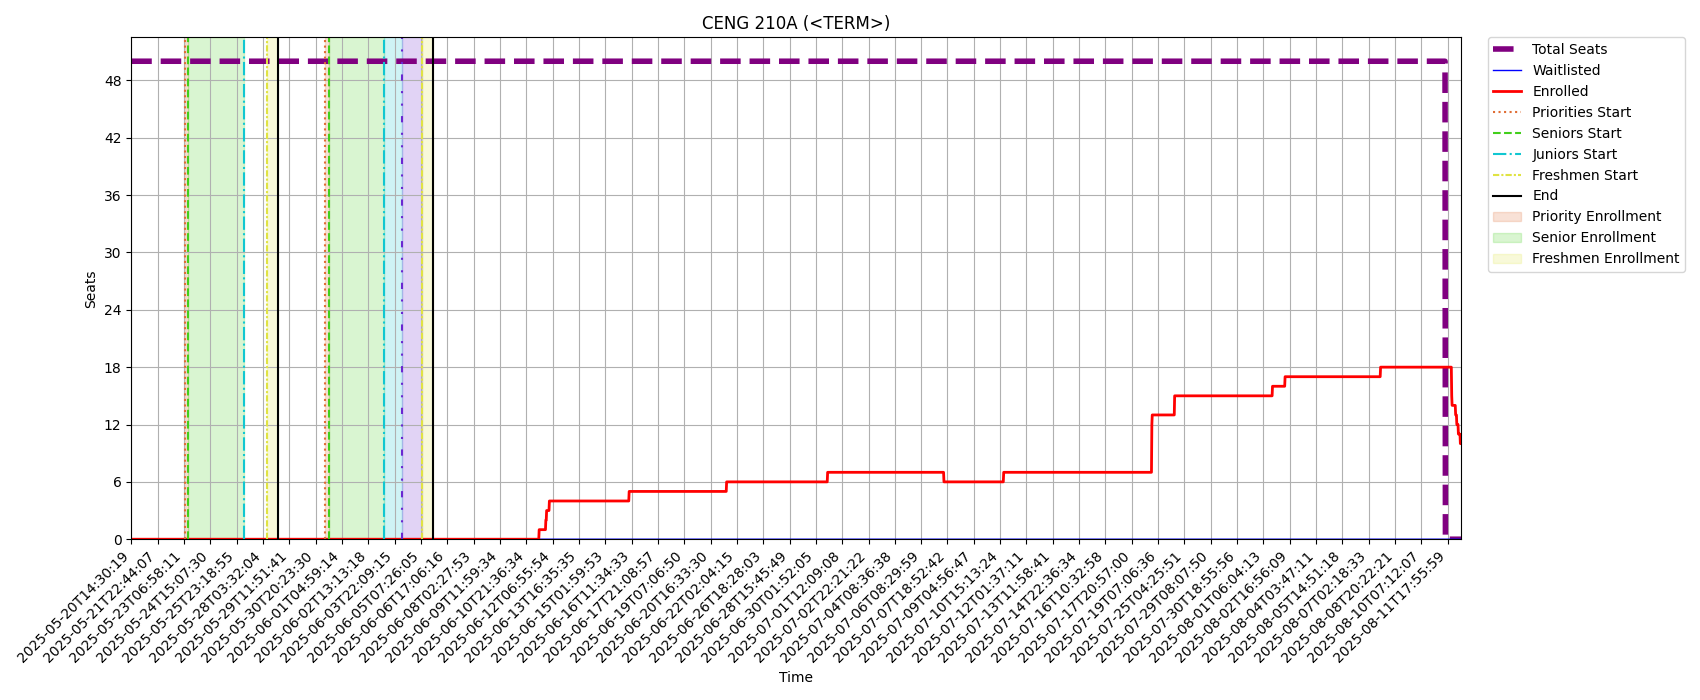 CENG 210A (<TERM>)
Total Seats
Waitlisted
Enrolled
Priorities Start
Seniors Start
Juniors Start
Freshmen Start
End
Priority Enrollment
Senior Enrollment
Freshmen Enrollment
Seats
48
42
36
30
24
18
12
6
0
2025-05-20T14:30:19
2025-05-21T22:44:07
2025-05-23T06:58:11
2025-05-24T15:07:30
2025-05-25T23:18:55
2025-05-28T03:32:04
2025-05-29T11:51:41
2025-05-30T20:23:30
2025-06-01T04:59:14
2025-06-02T13:13:18
2025-06-03T22:09:15
2025-06-05T07:26:05
2025-06-06T17:06:16
2025-06-08T02:27:53
2025-06-09T11:59:34
2025-06-10T21:36:34
2025-06-12T06:55:54
2025-06-13T16:35:35
2025-06-15T01:59:53
2025-06-16T11:34:33
2025-06-17T21:08:57
2025-06-19T07:06:50
2025-06-20T16:33:30
2025-06-22T02:04:15
2025-06-26T18:28:03
2025-06-28T15:45:49
2025-06-30T01:52:05
2025-07-01T12:09:08
2025-07-02T22:21:22
2025-07-04T08:36:38
2025-07-06T08:29:59
2025-07-07T18:52:42
2025-07-09T04:56:47
2025-07-10T15:13:24
2025-07-12T01:37:11
2025-07-13T11:58:41
2025-07-14T22:36:34
2025-07-16T10:32:58
2025-07-17T20:57:00
2025-07-19T07:06:36
2025-07-25T04:25:51
2025-07-29T08:07:50
2025-07-30T18:55:56
2025-08-01T06:04:13
2025-08-02T16:56:09
2025-08-04T03:47:11
2025-08-05T14:51:18
2025-08-07T02:18:33
2025-08-08T20:22:21
2025-08-10T07:12:07
2025-08-11T17:55:59
Time